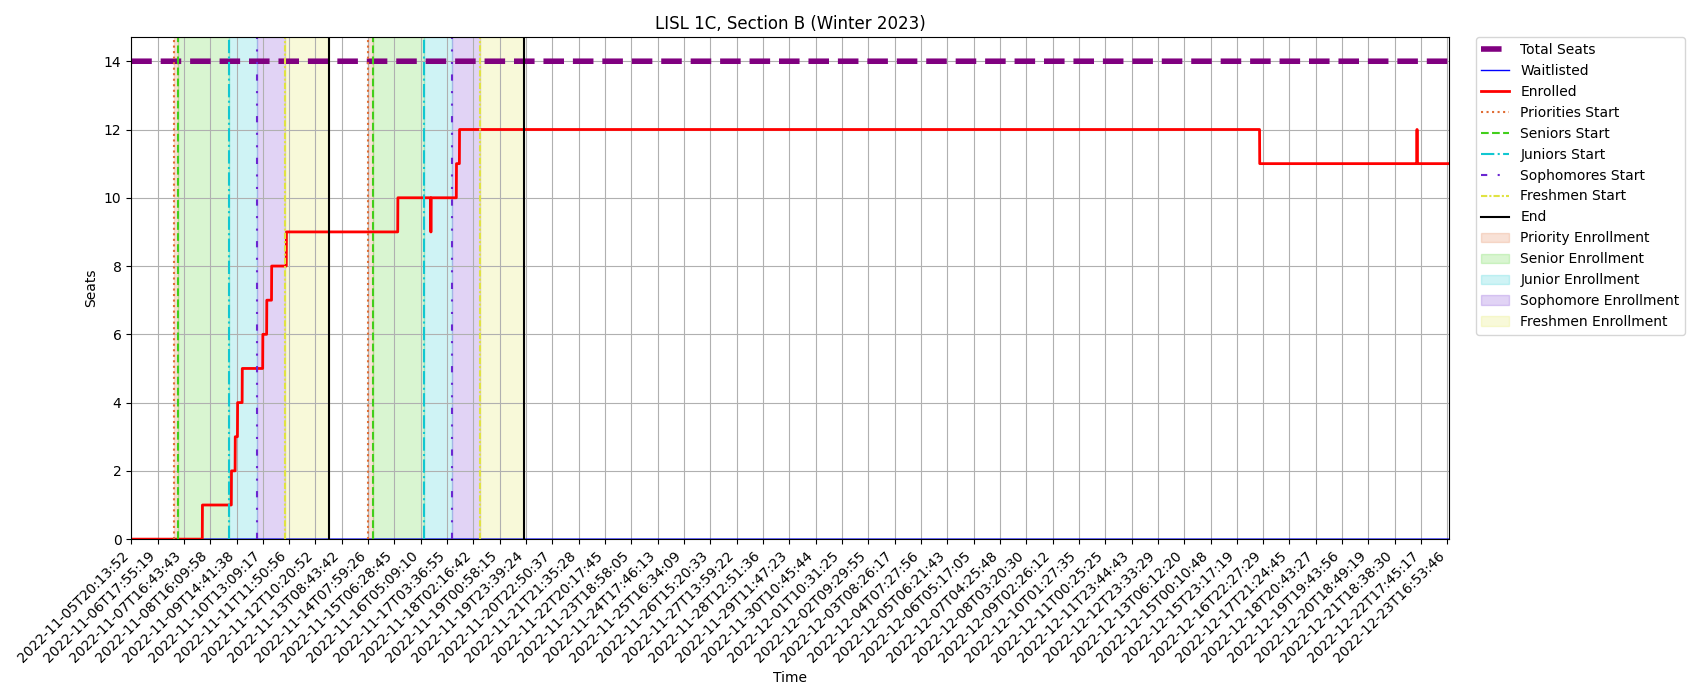 LISL 1C, Section B (Winter 2023)
Total Seats
Waitlisted
Enrolled
Priorities Start
Seniors Start
Juniors Start
Sophomores Start
Freshmen Start
End
Priority Enrollment
Senior Enrollment
Junior Enrollment
Sophomore Enrollment
Freshmen Enrollment
Seats
14
12
10
8
6
4
2
0
2022-11-05T20:13:52
2022-11-06T17:55:19
2022-11-07T16:43:43
2022-11-08T16:09:58
2022-11-09T14:41:38
2022-11-10T13:09:17
2022-11-11T11:50:56
2022-11-12T10:20:52
2022-11-13T08:43:42
2022-11-14T07:59:26
2022-11-15T06:28:45
2022-11-16T05:09:10
2022-11-17T03:36:55
2022-11-18T02:16:42
2022-11-19T00:58:15
2022-11-19T23:39:24
2022-11-20T22:50:37
2022-11-21T21:35:28
2022-11-22T20:17:45
2022-11-23T18:58:05
2022-11-24T17:46:13
2022-11-25T16:34:09
2022-11-26T15:20:33
2022-11-27T13:59:22
2022-11-28T12:51:36
2022-11-29T11:47:23
2022-11-30T10:45:44
2022-12-01T10:31:25
2022-12-02T09:29:55
2022-12-03T08:26:17
2022-12-04T07:27:56
2022-12-05T06:21:43
2022-12-06T05:17:05
2022-12-07T04:25:48
2022-12-08T03:20:30
2022-12-09T02:26:12
2022-12-10T01:27:35
2022-12-11T00:25:25
2022-12-11T23:44:43
2022-12-12T23:35:29
2022-12-13T06:12:20
2022-12-15T00:10:48
2022-12-15T23:17:19
2022-12-16T22:27:29
2022-12-17T21:24:45
2022-12-18T20:43:27
2022-12-19T19:43:56
2022-12-20T18:49:19
2022-12-21T18:38:30
2022-12-22T17:45:17
2022-12-23T16:53:46
Time